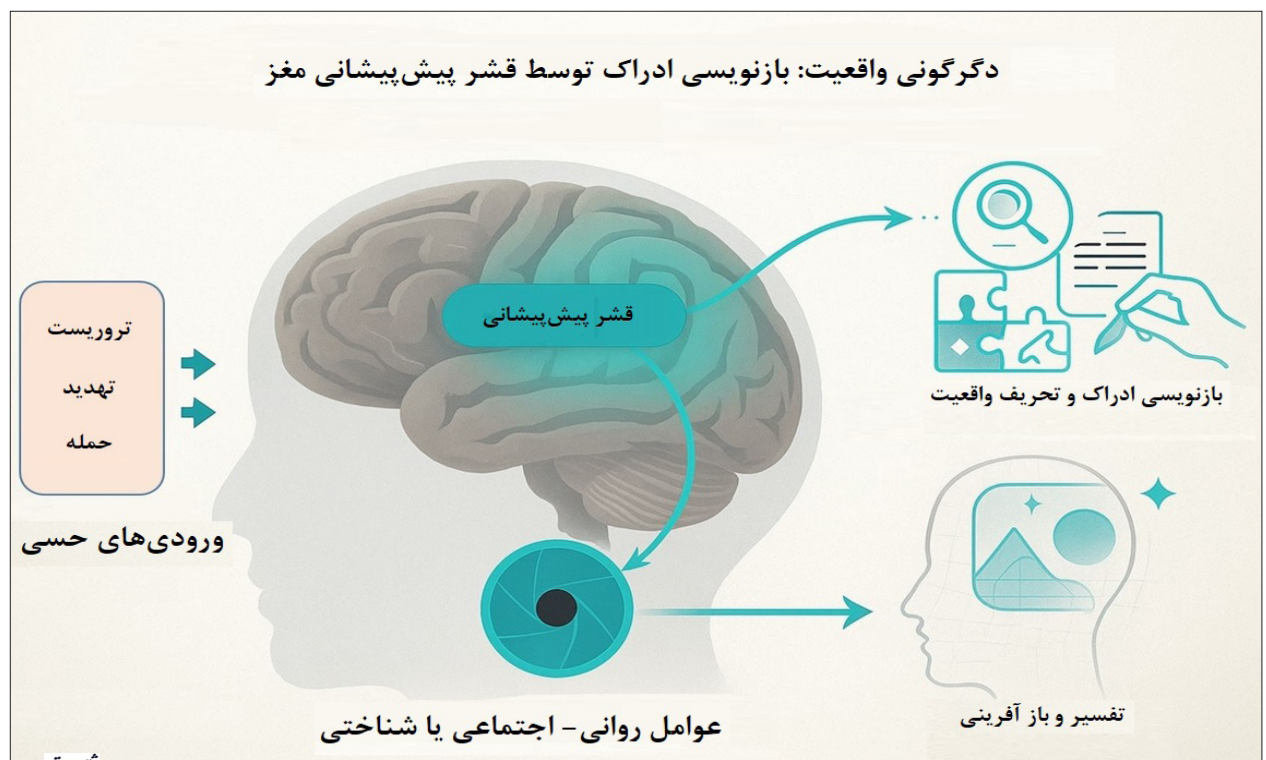 دگرگونی واقعیت: بازنویسی ادراک توسط قشر پیش‌پیشانی مغز
تروریست
تهدید
حمله
ورودی‌های حسی
قشر پیش‌پیشانی
بازنویسی ادراک و تحریف واقعیت
عوامل روانی– اجتماعی یا شناختی
تفسیر و باز آفرینی